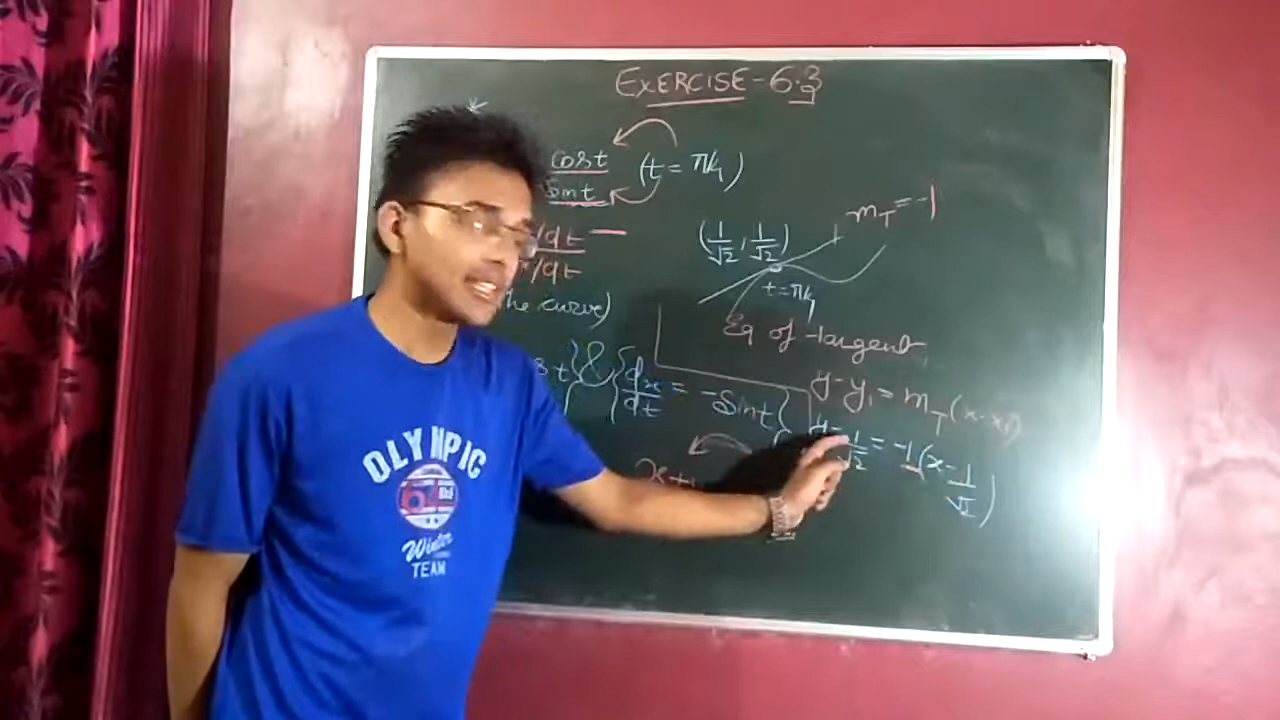 EXERCISE-6.3
cost (t = π/4)
sint
/dt
/dt
(1/√2, 1/√2) m_T = -1
t = π/4
he curve)
Eq of tangent
st} & {dx/dt = -sint}
y-y₁ = m_T(x-x₁)
y-1/√2 = -1(x-1/√2)
x+y
OLYMPIC
Winter
TEAM